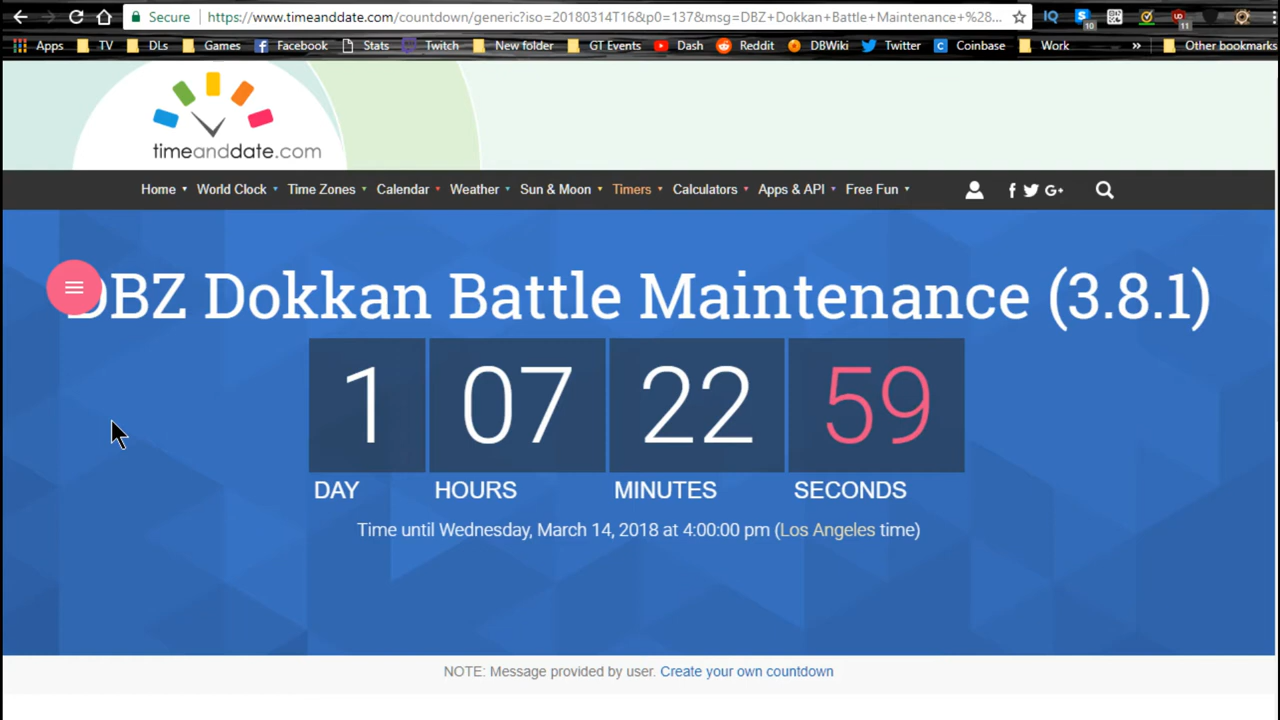 Secure https://www.timeanddate.com/countdown/generic?iso=20180314T16&p0=137&msg=DBZ+Dokkan+Battle+Maintenance+%28...
IQ 10 11
Apps TV DLs Games Facebook Stats Twitch New folder GT Events Dash Reddit DBWiki Twitter Coinbase Work » Other bookmarks
timeanddate.com
Home World Clock Time Zones Calendar Weather Sun & Moon Timers Calculators Apps & API Free Fun
DBZ Dokkan Battle Maintenance (3.8.1)
1 07 22 59
DAY HOURS MINUTES SECONDS
Time until Wednesday, March 14, 2018 at 4:00:00 pm (Los Angeles time)
NOTE: Message provided by user. Create your own countdown